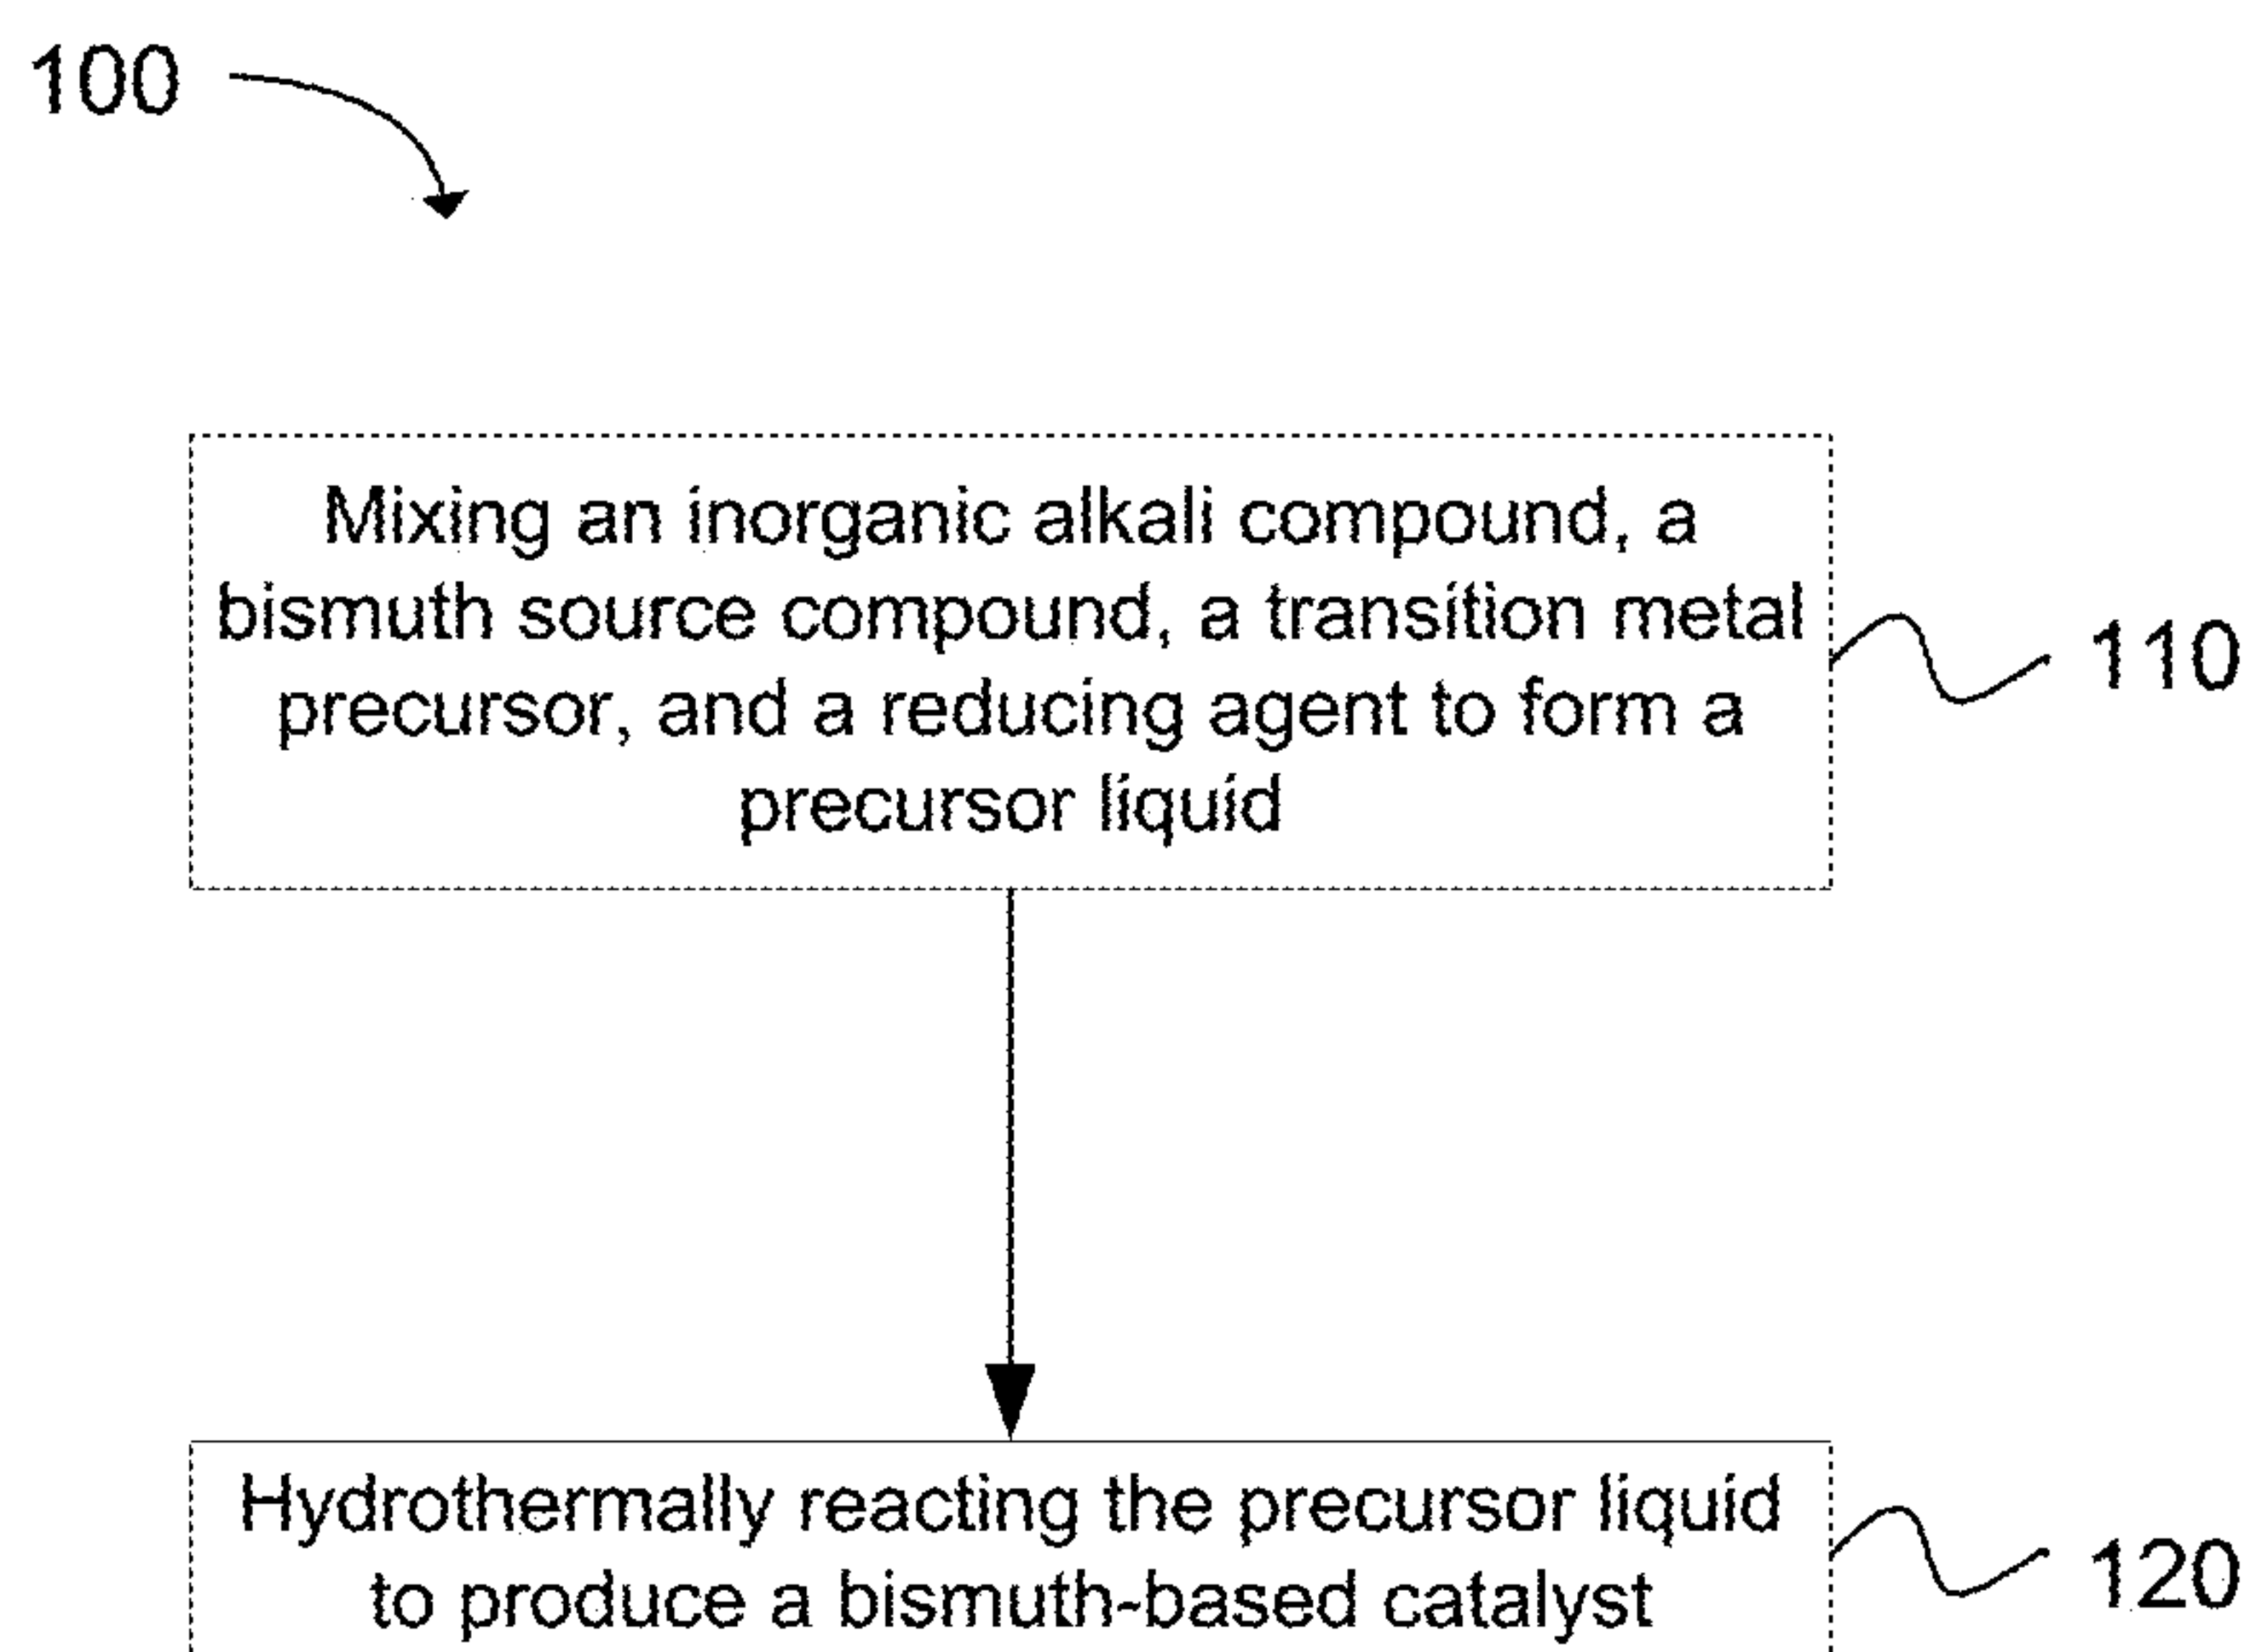 100
Mixing an inorganic alkali compound, a
bismuth source compound, a transition metal
precursor, and a reducing agent to form a
precursor liquid
110
Hydrothermally reacting the precursor liquid
to produce a bismuth-based catalyst
120